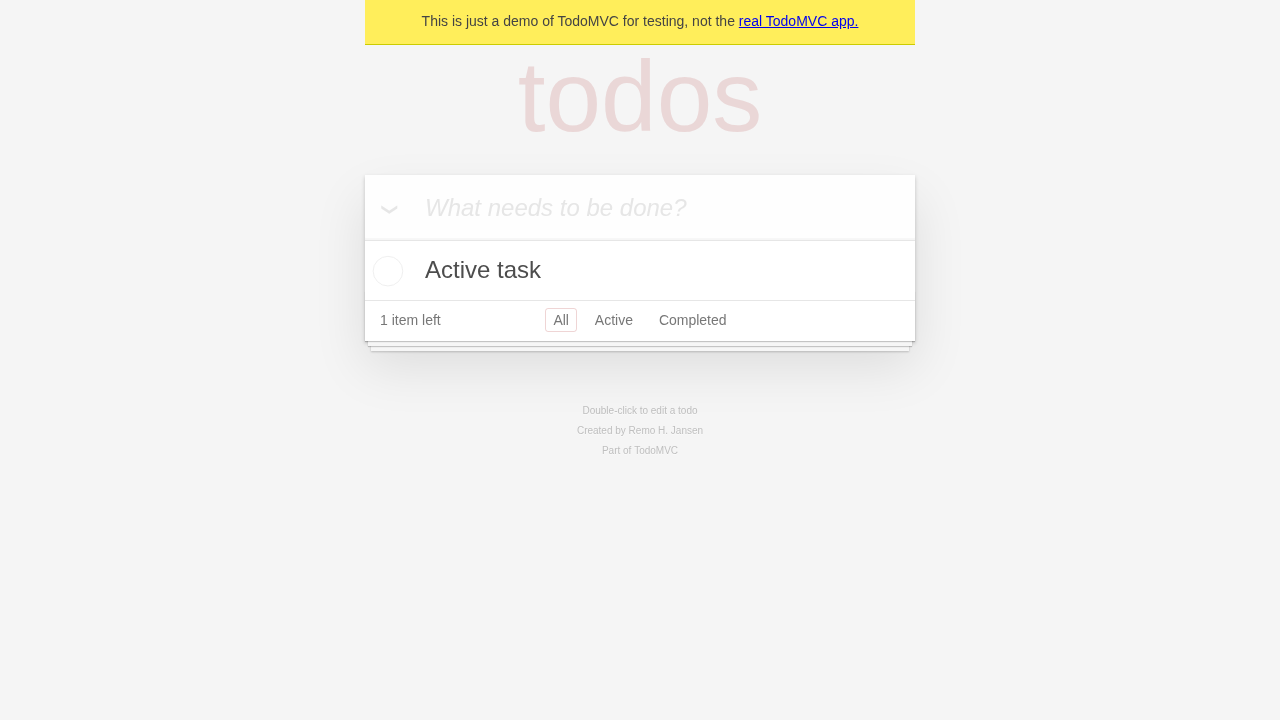 This is just a demo of TodoMVC for testing, not the real TodoMVC app.
todos
What needs to be done?
Active task
1 item left All Active Completed
Double-click to edit a todo
Created by Remo H. Jansen
Part of TodoMVC